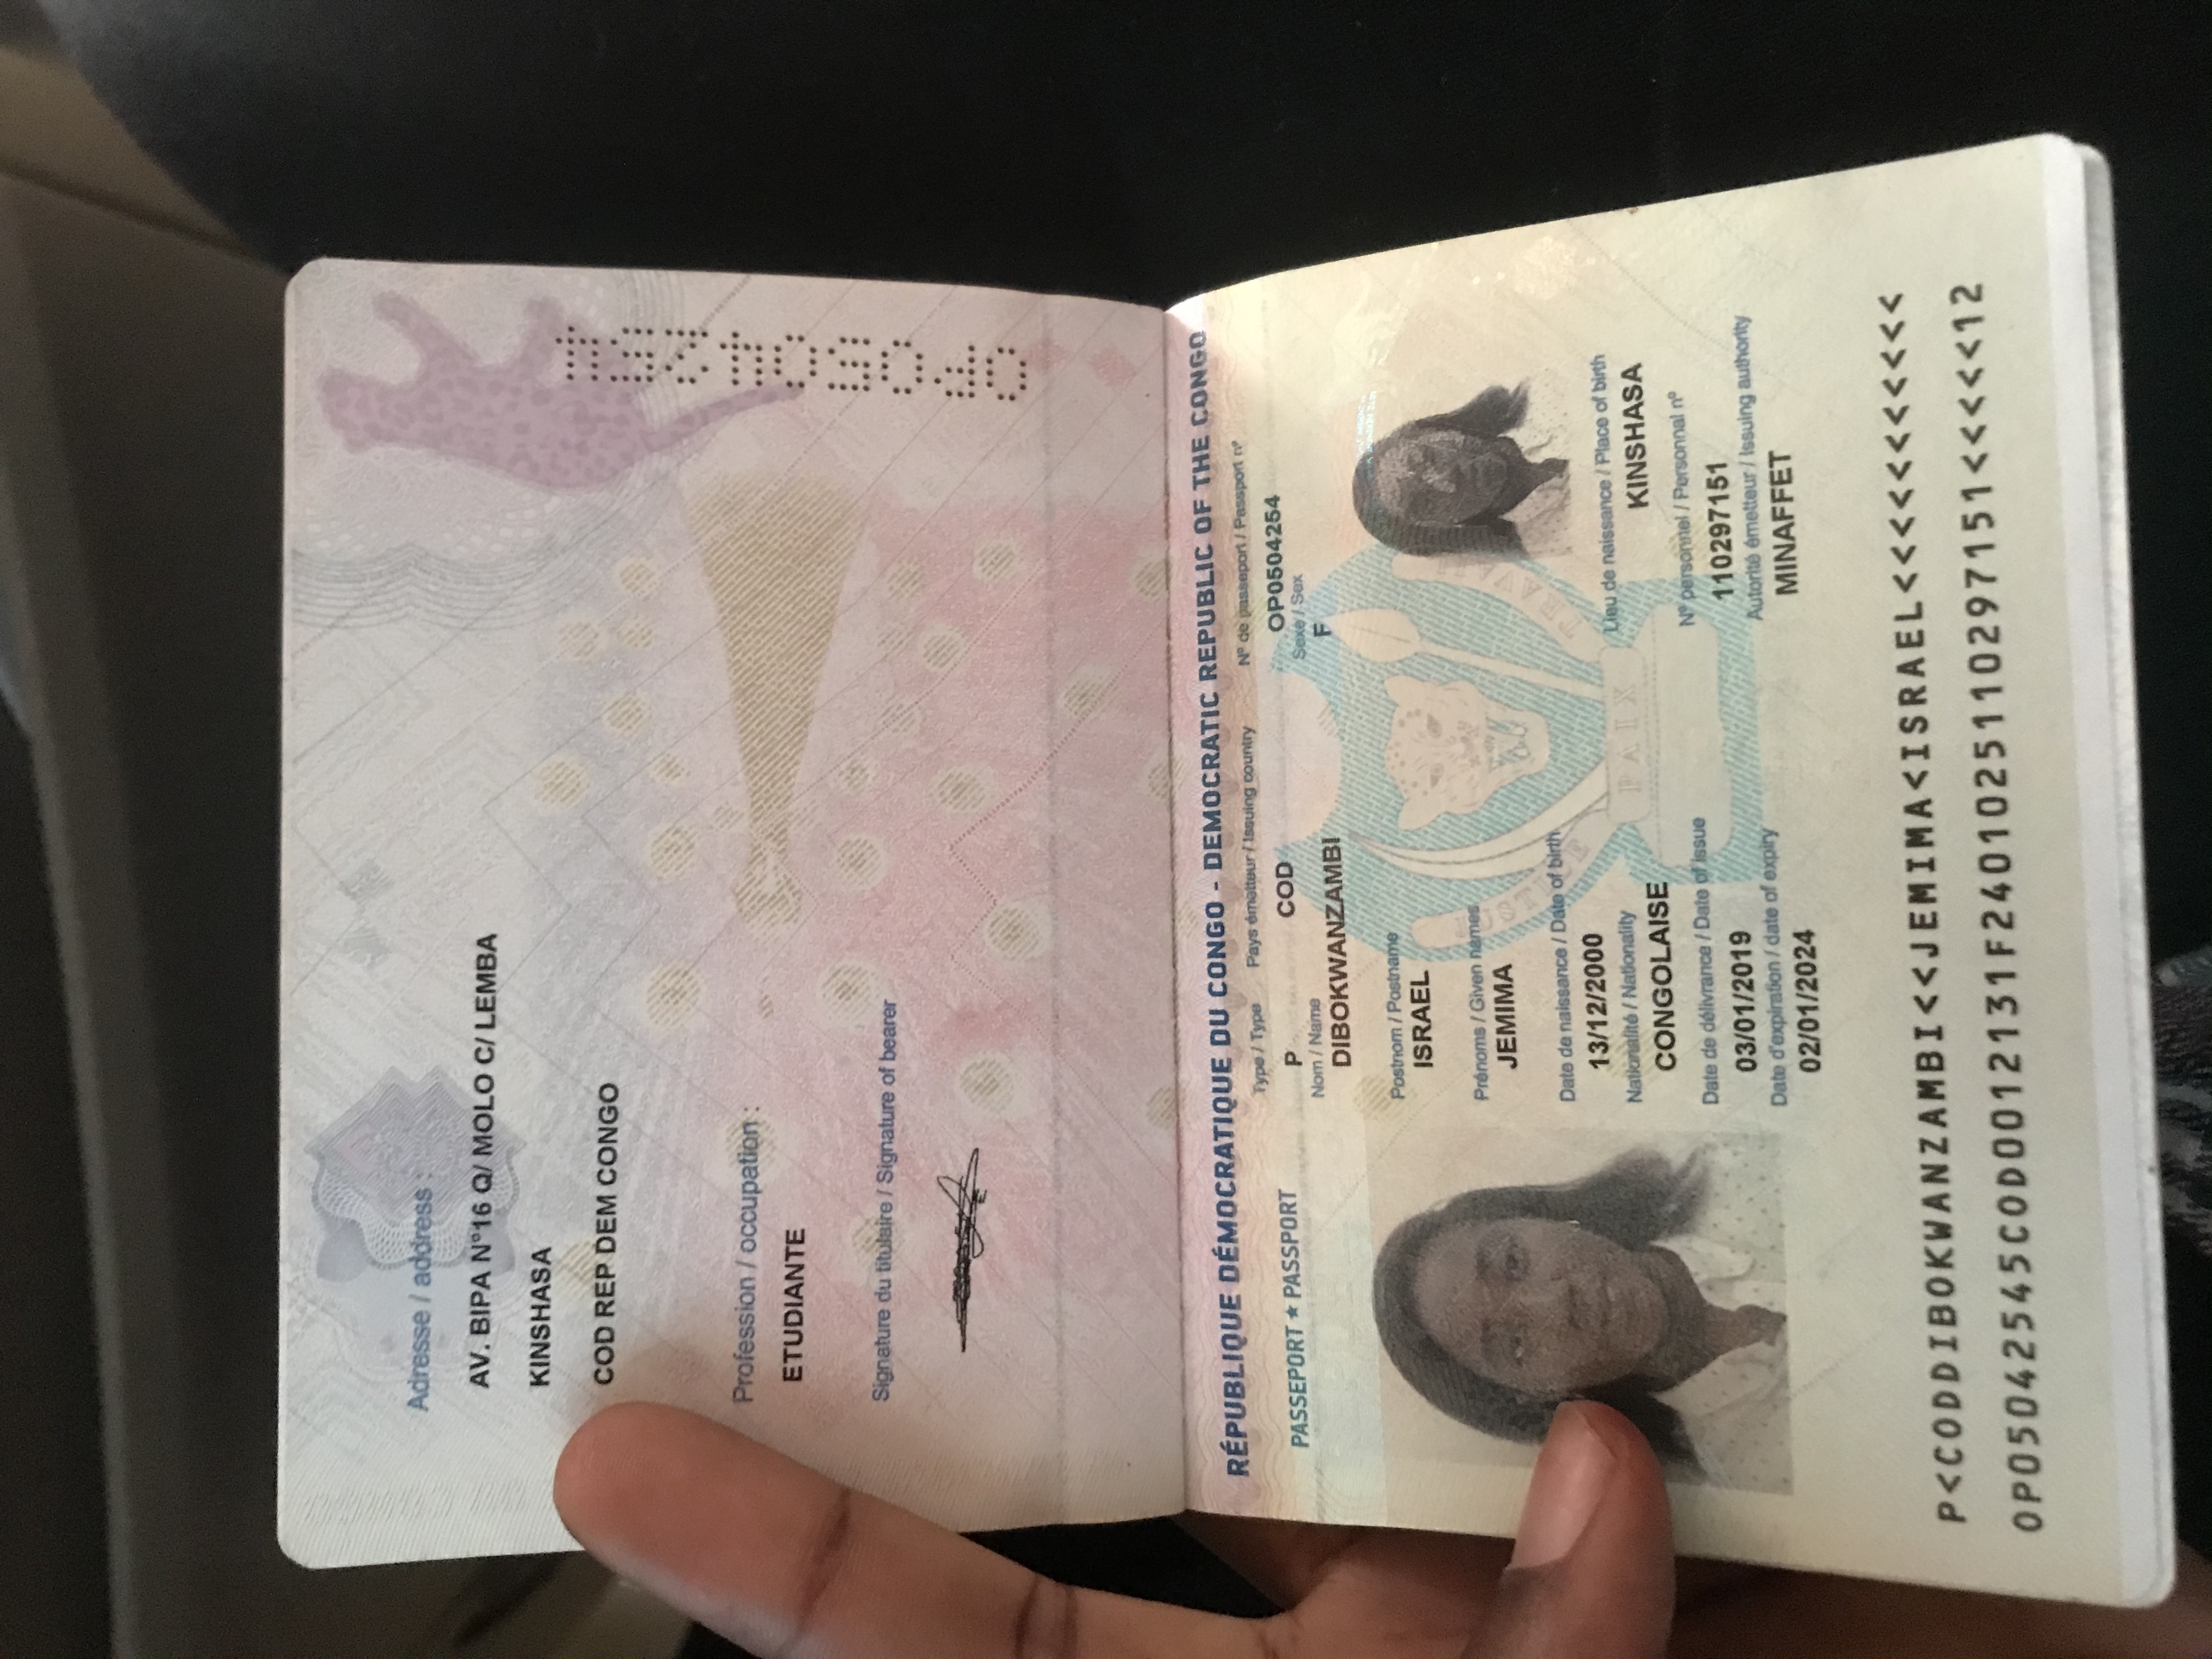 Adresse / address :
AV. BIPA N°16 Q/ MOLO C/ LEMBA
KINSHASA
COD REP DEM CONGO
Profession / occupation :
ETUDIANTE
Signature du titulaire / Signature of bearer
OP0504254
RÉPUBLIQUE DÉMOCRATIQUE DU CONGO - DEMOCRATIC REPUBLIC OF THE CONGO
PASSEPORT ★ PASSPORT
Type / Type Pays émetteur / Issuing country N° de passeport / Passport n°
P COD OP0504254
Nom / Name Sexe / Sex
DIBOKWANZAMBI F
Postnom / Postname
ISRAEL
Prénoms / Given names
JEMIMA
Date de naissance / Date of birth
13/12/2000
Nationalité / Nationality
CONGOLAISE
Date de délivrance / Date of issue
03/01/2019
Date d'expiration / date of expiry
02/01/2024
Lieu de naissance / Place of birth
KINSHASA
N° personnel / Personnal n°
110297151
Autorité émetteur / Issuing authority
MINAFFET
JUSTICE
PAIX
TRAVAIL
P<CODDIBOKWANZAMBI<<JEMIMA<ISRAEL<<<<<<<<<<<
OP05042545COD0012131F2401025110297151<<<<<12